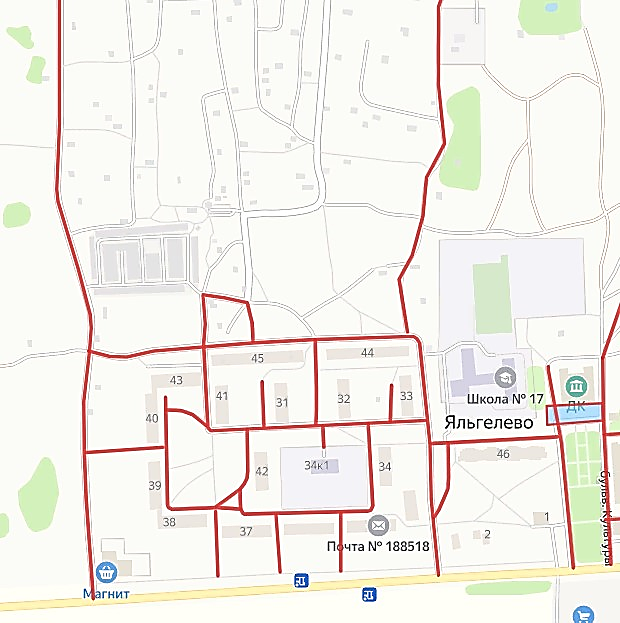 45
44
43
41
31
32
33
Школа № 17
ДК
Яльгелево
40
46
42
34к1
34
39
38
37
1
2
Почта № 188518
бульв. Культуры
Магнит